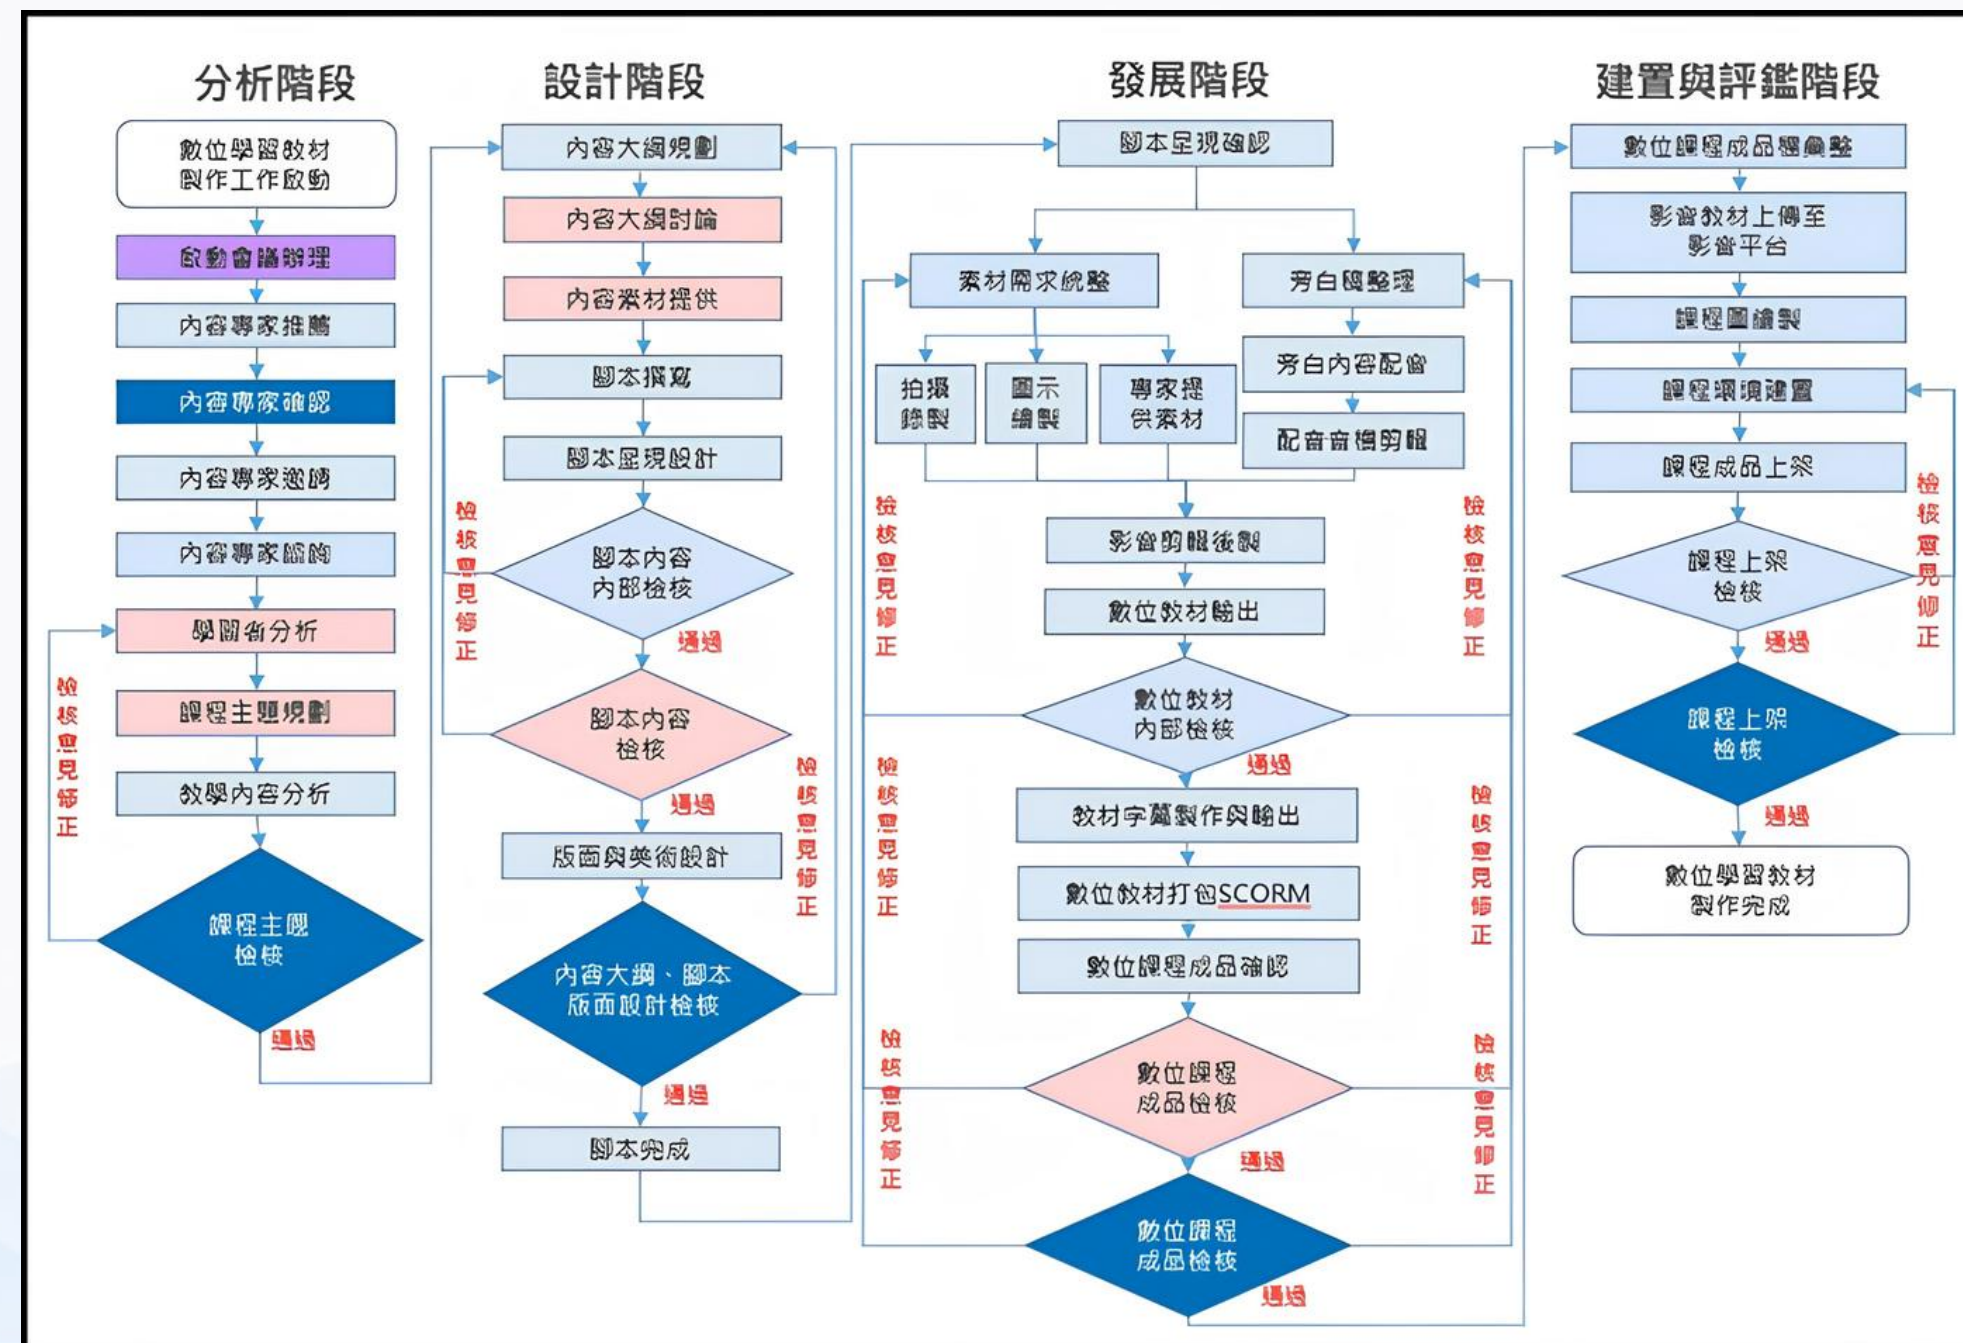 分析階段
數位學習教材
製作工作啟動
啟動會議辦理
內容專家推薦
內容專家確認
內容專家邀聘
內容專家諮詢
分析
課程主題規劃
教學內容分析
課程主題
檢核
通過
檢核意見修正
設計階段
內容大綱規劃
內容大綱討論
內容素材提供
腳本撰寫
腳本呈現設計
腳本內容
內部檢核
通過
腳本內容
檢核
通過
版面與美術設計
內容大綱、腳本
版面設計檢核
通過
腳本完成
檢核意見修正
檢核意見修正
發展階段
腳本呈現確認
素材需求統整
旁白稿整理
拍攝
錄製
圖示
繪製
專家提
供素材
旁白內容配音
配音音檔剪輯
影音剪輯後製
數位教材輸出
數位教材
內部檢核
通過
教材字幕製作與輸出
數位教材打包SCORM
數位課程成品確認
數位課程
成品檢核
通過
數位課程
成品檢核
通過
檢核意見修正
檢核意見修正
檢核意見修正
檢核意見修正
檢核意見修正
檢核意見修正
建置與評鑑階段
數位課程成品檔彙整
影音教材上傳至
影音平台
課程圖繪製
課程環境建置
課程成品上架
課程上架
檢核
通過
課程上架
檢核
通過
數位學習教材
製作完成
檢核意見修正